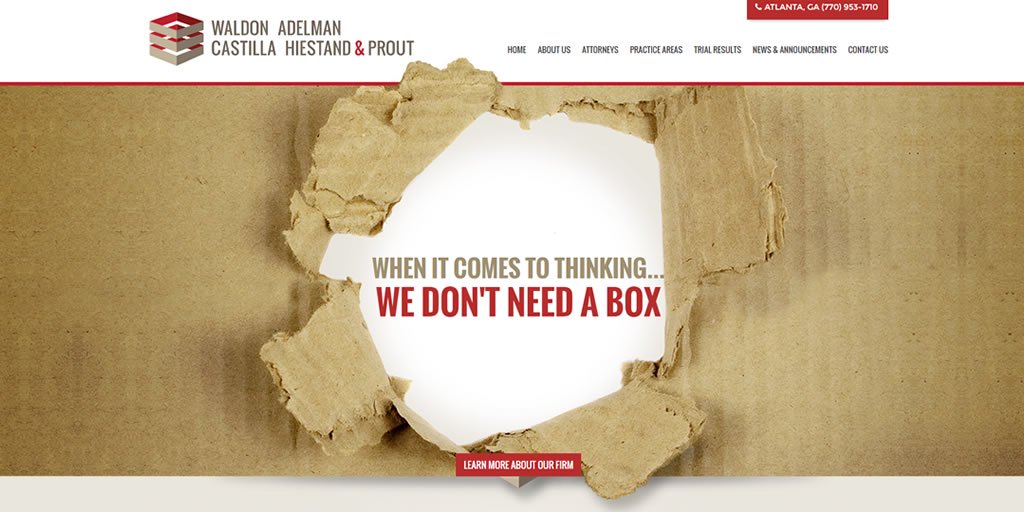 WALDON ADELMAN
CASTILLA HIESTAND & PROUT
ATLANTA, GA (770) 953-1710
HOME ABOUT US ATTORNEYS PRACTICE AREAS TRIAL RESULTS NEWS & ANNOUNCEMENTS CONTACT US
WHEN IT COMES TO THINKING...
WE DON'T NEED A BOX
LEARN MORE ABOUT OUR FIRM